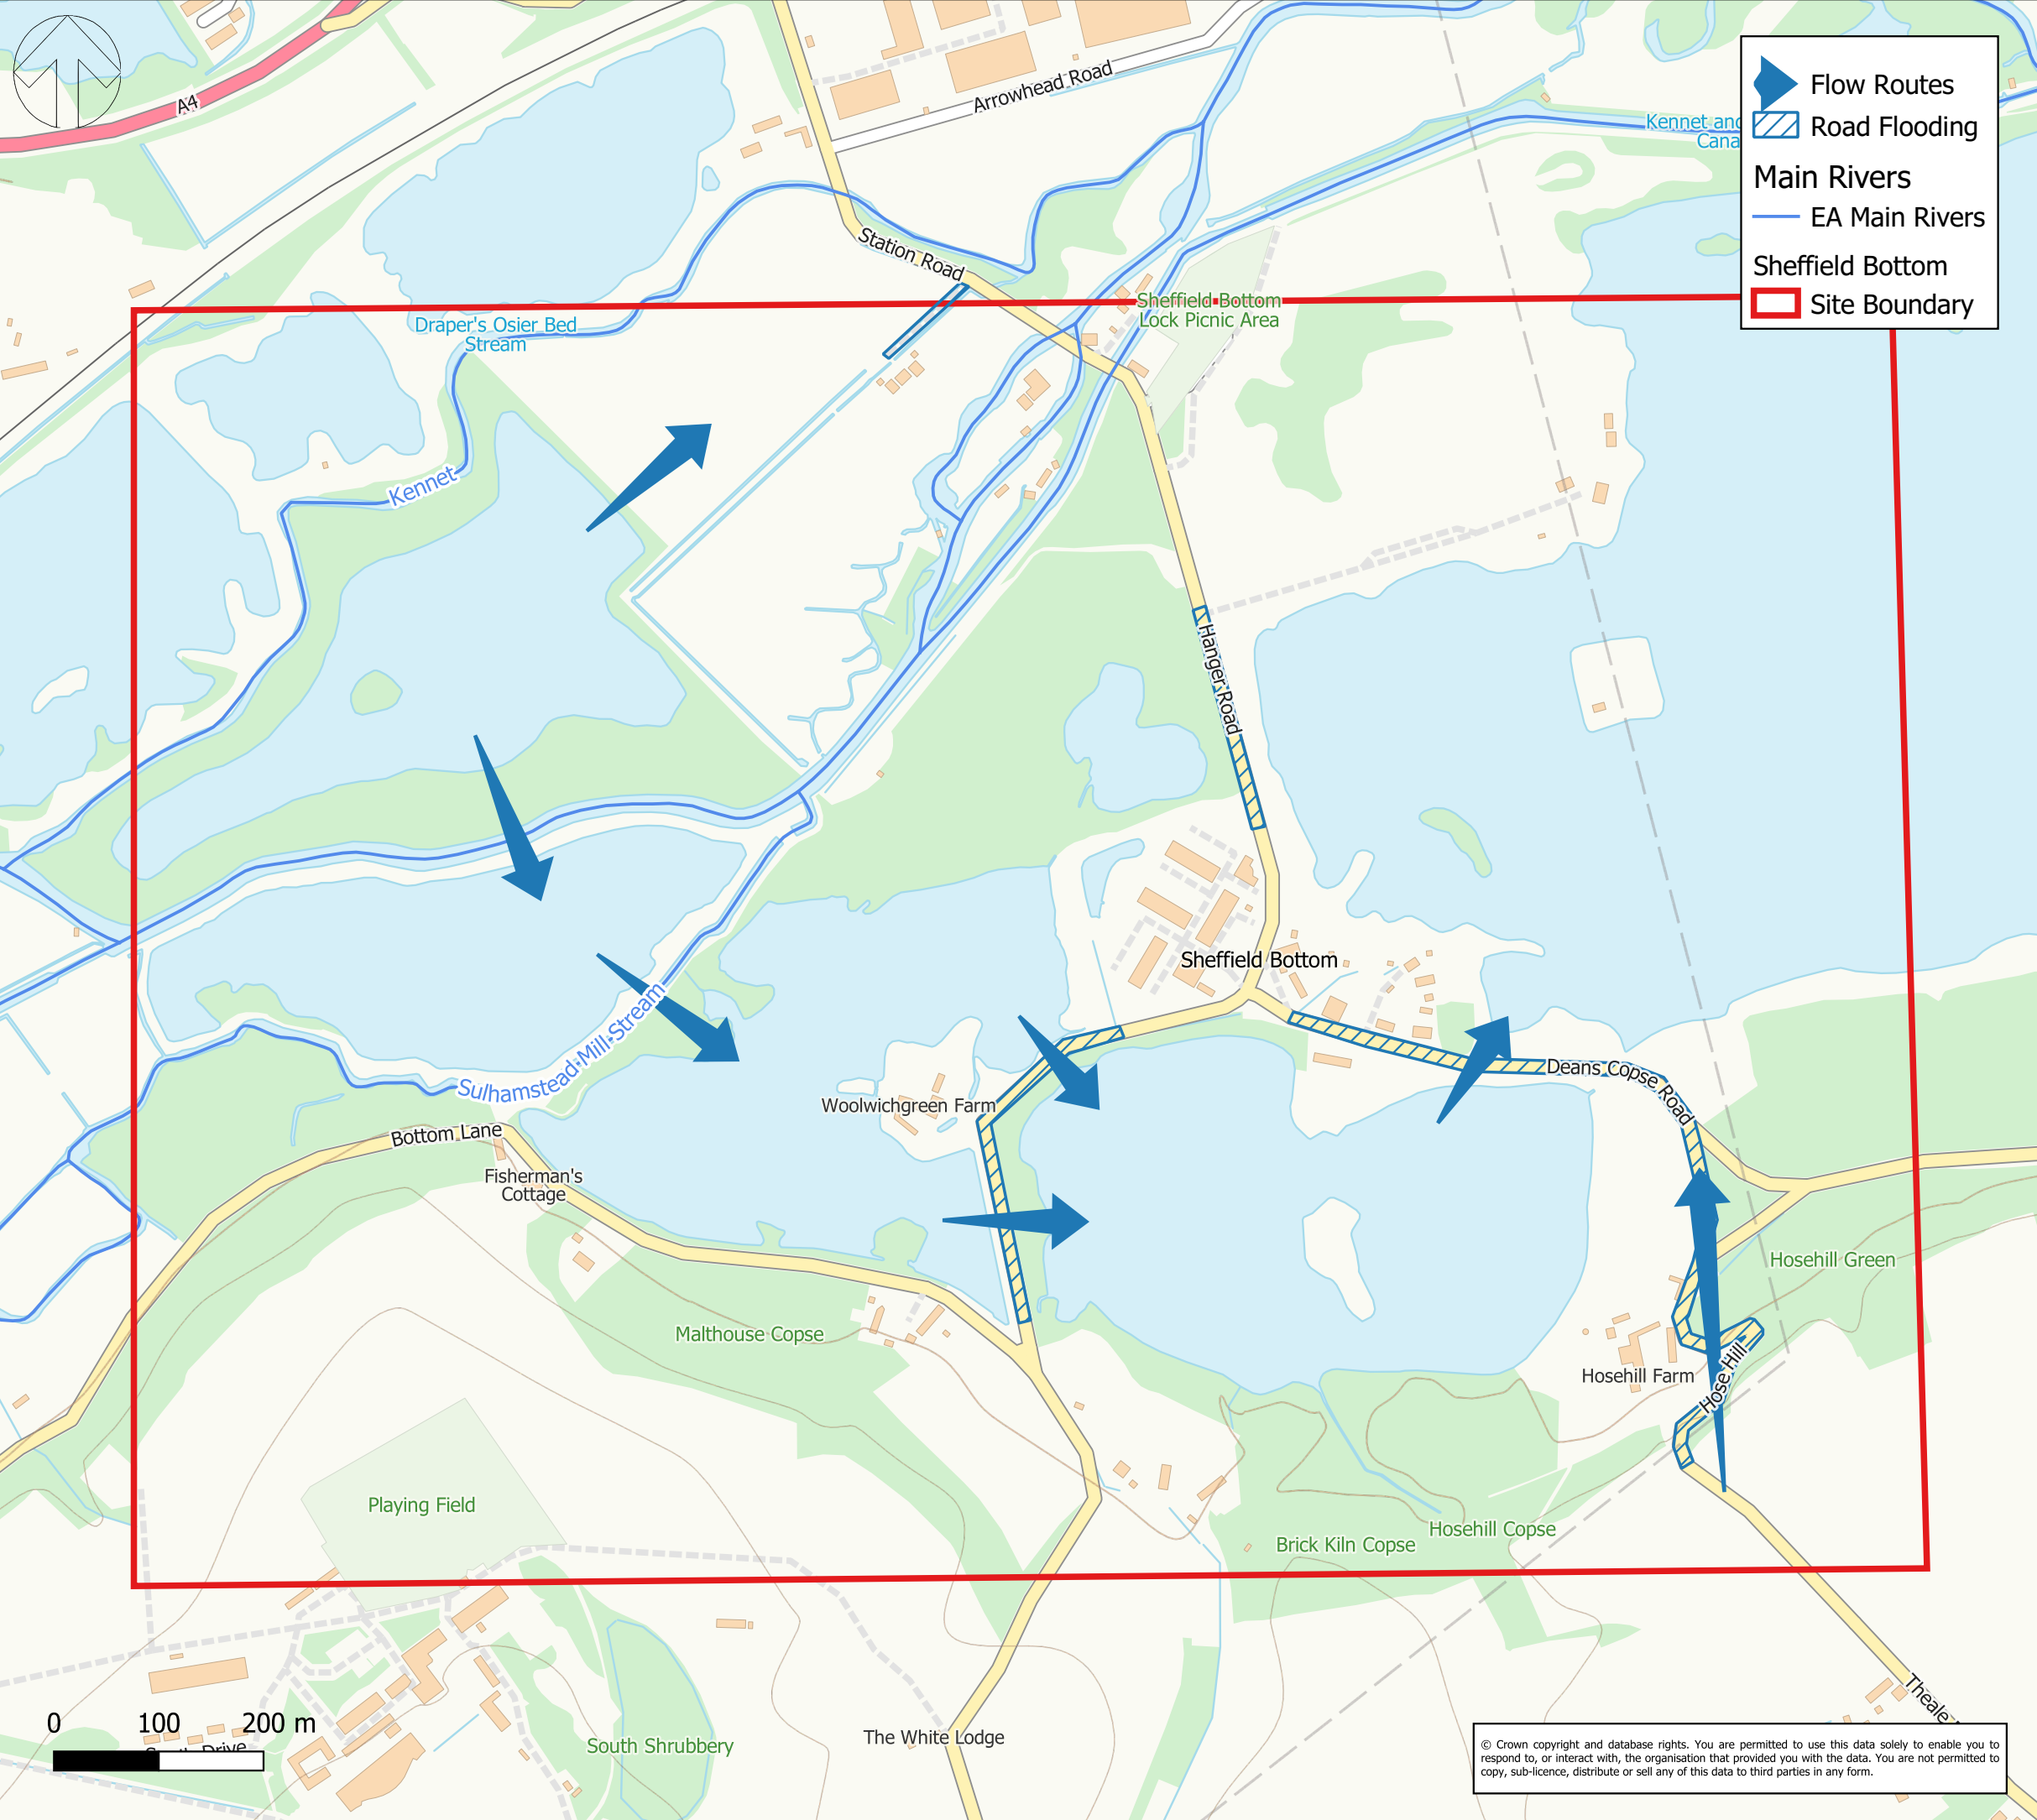 A4
Arrowhead Road
Kennet and
Cana
Flow Routes
Road Flooding
Main Rivers
EA Main Rivers
Sheffield Bottom
Site Boundary
Station Road
Sheffield Bottom
Lock Picnic Area
Draper's Osier Bed
Stream
Kennet
Hanger Road
Sheffield Bottom
Sulhamstead Mill Stream
Deans Copse Road
Woolwichgreen Farm
Bottom Lane
Fisherman's
Cottage
Hosehill Green
Malthouse Copse
Hosehill Farm
Hose Hill
Playing Field
Hosehill Copse
Brick Kiln Copse
Theale
0 100 200 m
Drive
The White Lodge
South Shrubbery
© Crown copyright and database rights. You are permitted to use this data solely to enable you to
respond to, or interact with, the organisation that provided you with the data. You are not permitted to
copy, sub-licence, distribute or sell any of this data to third parties in any form.